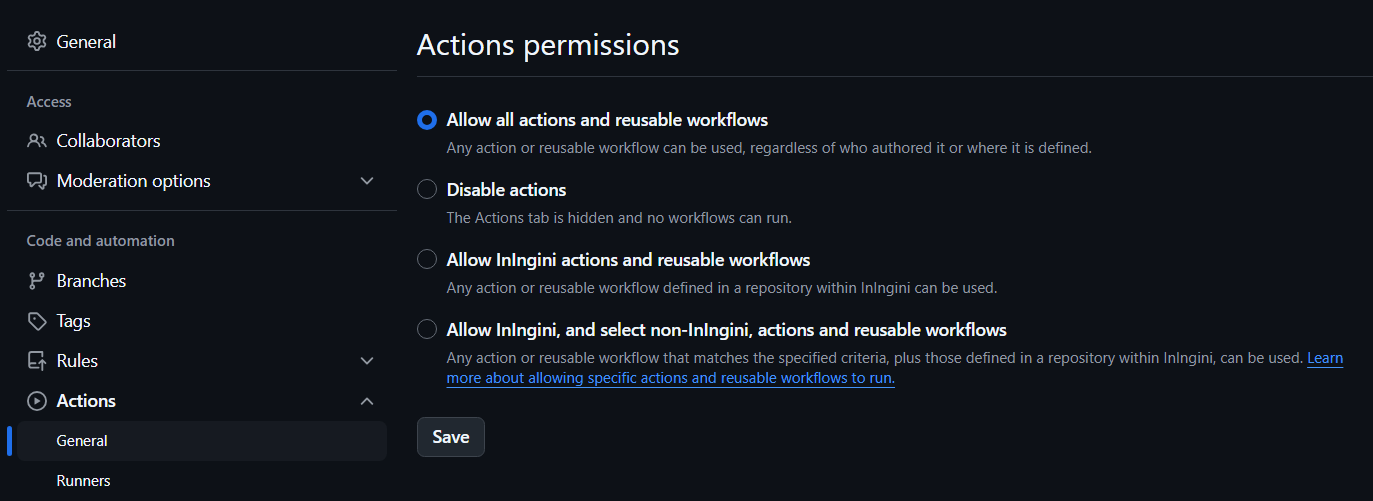 General
Access
Collaborators
Moderation options
Code and automation
Branches
Tags
Rules
Actions
General
Runners
Actions permissions
Allow all actions and reusable workflows
Any action or reusable workflow can be used, regardless of who authored it or where it is defined.
Disable actions
The Actions tab is hidden and no workflows can run.
Allow InIngini actions and reusable workflows
Any action or reusable workflow defined in a repository within InIngini can be used.
Allow InIngini, and select non-InIngini, actions and reusable workflows
Any action or reusable workflow that matches the specified criteria, plus those defined in a repository within InIngini, can be used. Learn
more about allowing specific actions and reusable workflows to run.
Save